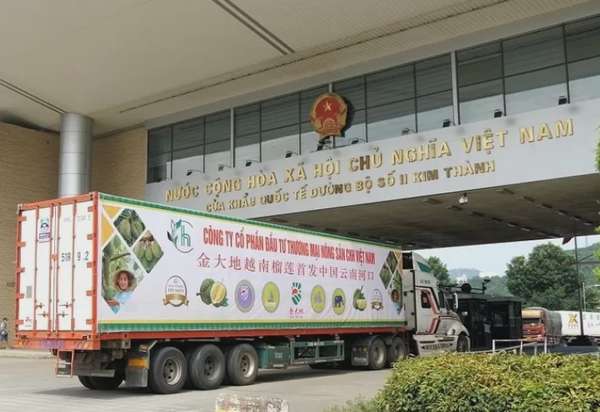 NƯỚC CỘNG HÒA XÃ HỘI CHỦ NGHĨA VIỆT NAM
CỬA KHẨU QUỐC TẾ ĐƯỜNG BỘ SỐ II KIM THÀNH
CÔNG TY CỔ PHẦN ĐẦU TƯ THƯƠNG MẠI NÔNG SẢN CHH VIỆT NAM
金大地越南榴莲首发中国云南河口